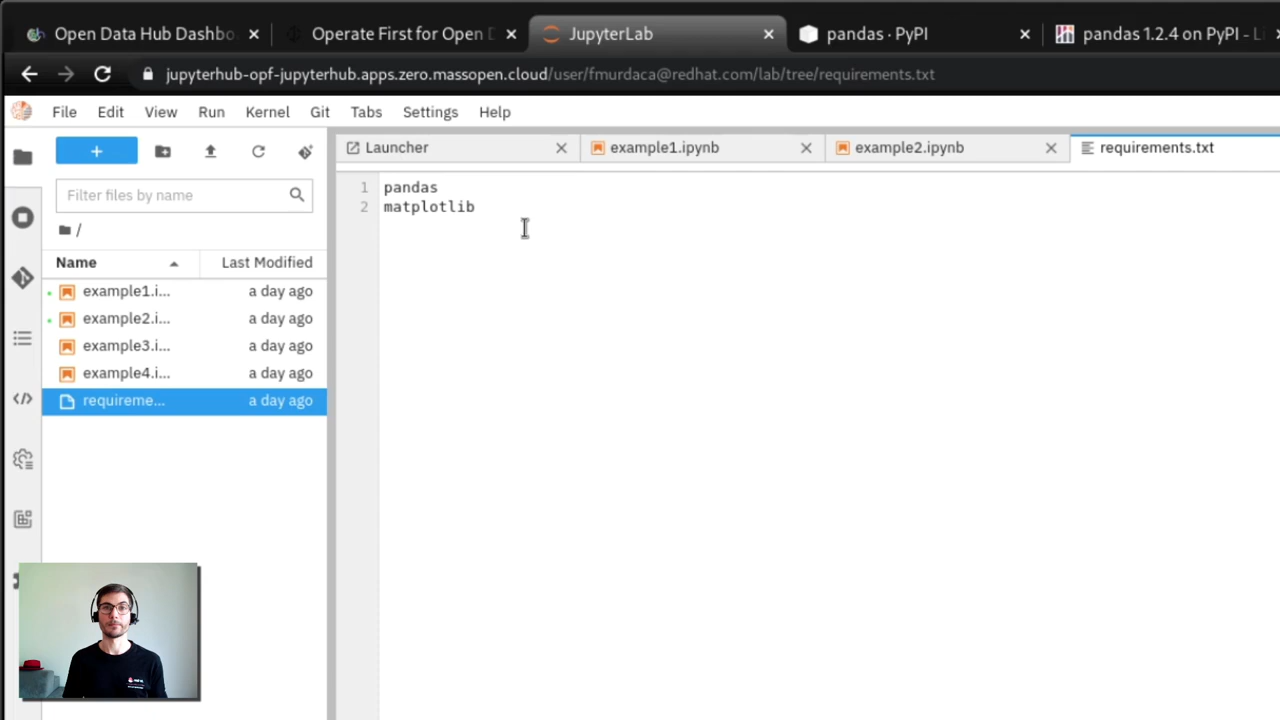 Open Data Hub Dashbo
Operate First for Open D
JupyterLab
pandas · PyPI
pandas 1.2.4 on PyPI - Li
jupyterhub-opf-jupyterhub.apps.zero.massopen.cloud/user/fmurdaca@redhat.com/lab/tree/requirements.txt
File Edit View Run Kernel Git Tabs Settings Help
+
Launcher
example1.ipynb
example2.ipynb
requirements.txt
Filter files by name
/
Name Last Modified
example1.i... a day ago
example2.i... a day ago
example3.i... a day ago
example4.i... a day ago
requireme... a day ago
1 pandas
2 matplotlib